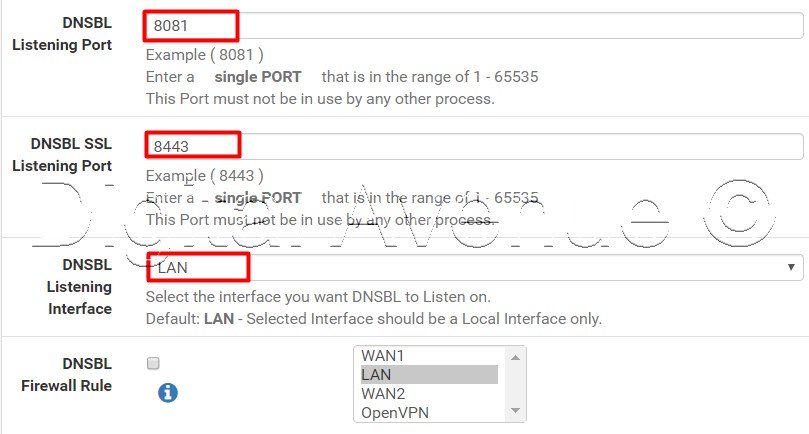 DNSBL
Listening Port
8081
Example ( 8081 )
Enter a single PORT that is in the range of 1 - 65535
This Port must not be in use by any other process.
DNSBL SSL
Listening Port
8443
Example ( 8443 )
Enter a single PORT that is in the range of 1 - 65535
This Port must not be in use by any other process.
Digital Avenue ©
DNSBL
Listening
Interface
LAN
Select the interface you want DNSBL to Listen on.
Default: LAN - Selected Interface should be a Local Interface only.
DNSBL
Firewall Rule
WAN1
LAN
WAN2
OpenVPN